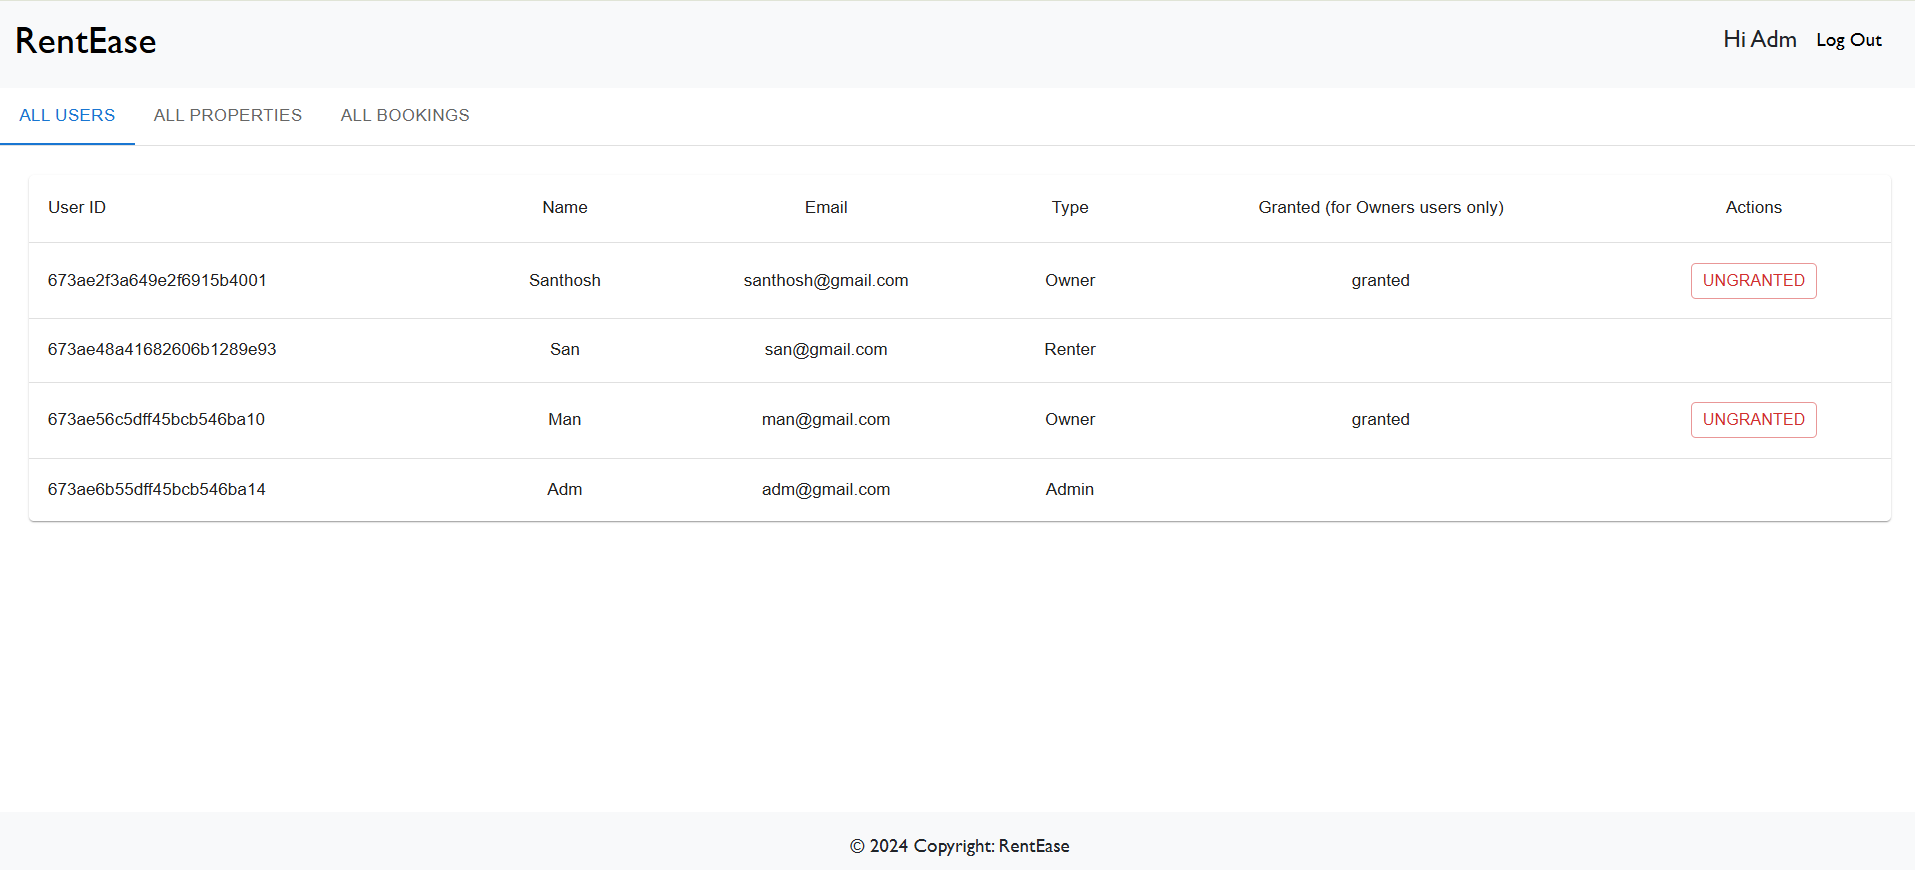 RentEase
Hi Adm Log Out
ALL USERS ALL PROPERTIES ALL BOOKINGS
User ID Name Email Type Granted (for Owners users only) Actions
673ae2f3a649e2f6915b4001 Santhosh santhosh@gmail.com Owner granted UNGRANTED
673ae48a41682606b1289e93 San san@gmail.com Renter
673ae56c5dff45bcb546ba10 Man man@gmail.com Owner granted UNGRANTED
673ae6b55dff45bcb546ba14 Adm adm@gmail.com Admin
© 2024 Copyright: RentEase